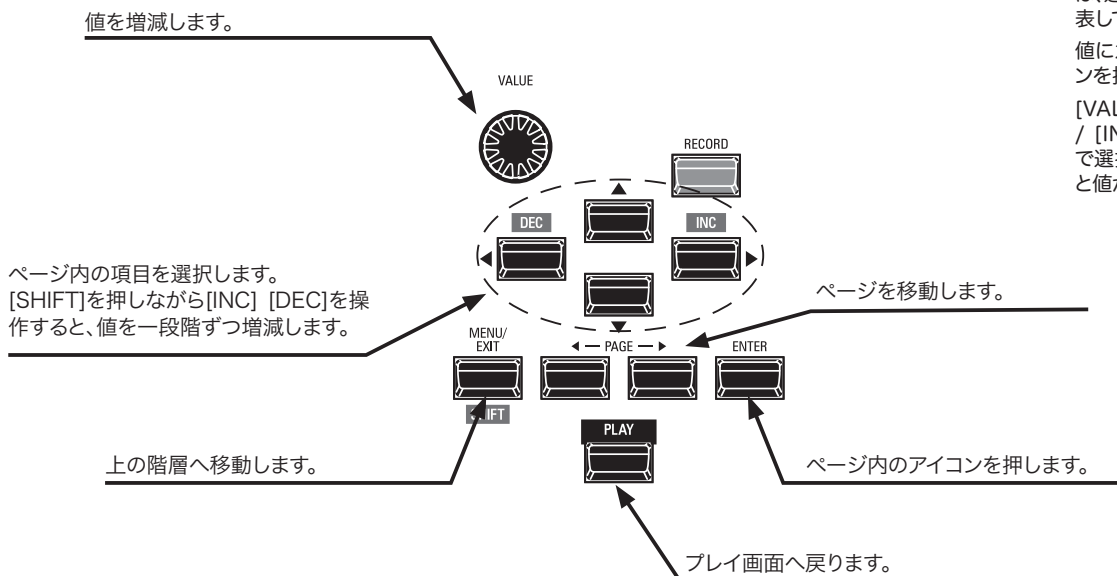 値を増減します。
VALUE
RECORD
DEC
INC
ページ内の項目を選択します。
[SHIFT]を押しながら[INC] [DEC]を操
作すると、値を一段階ずつ増減します。
ページを移動します。
MENU/
EXIT
PAGE
ENTER
SHIFT
PLAY
上の階層へ移動します。
ページ内のアイコンを押します。
プレイ画面へ戻ります。
表し
値に
ンを
[VAL
/ [IN
で選
と値